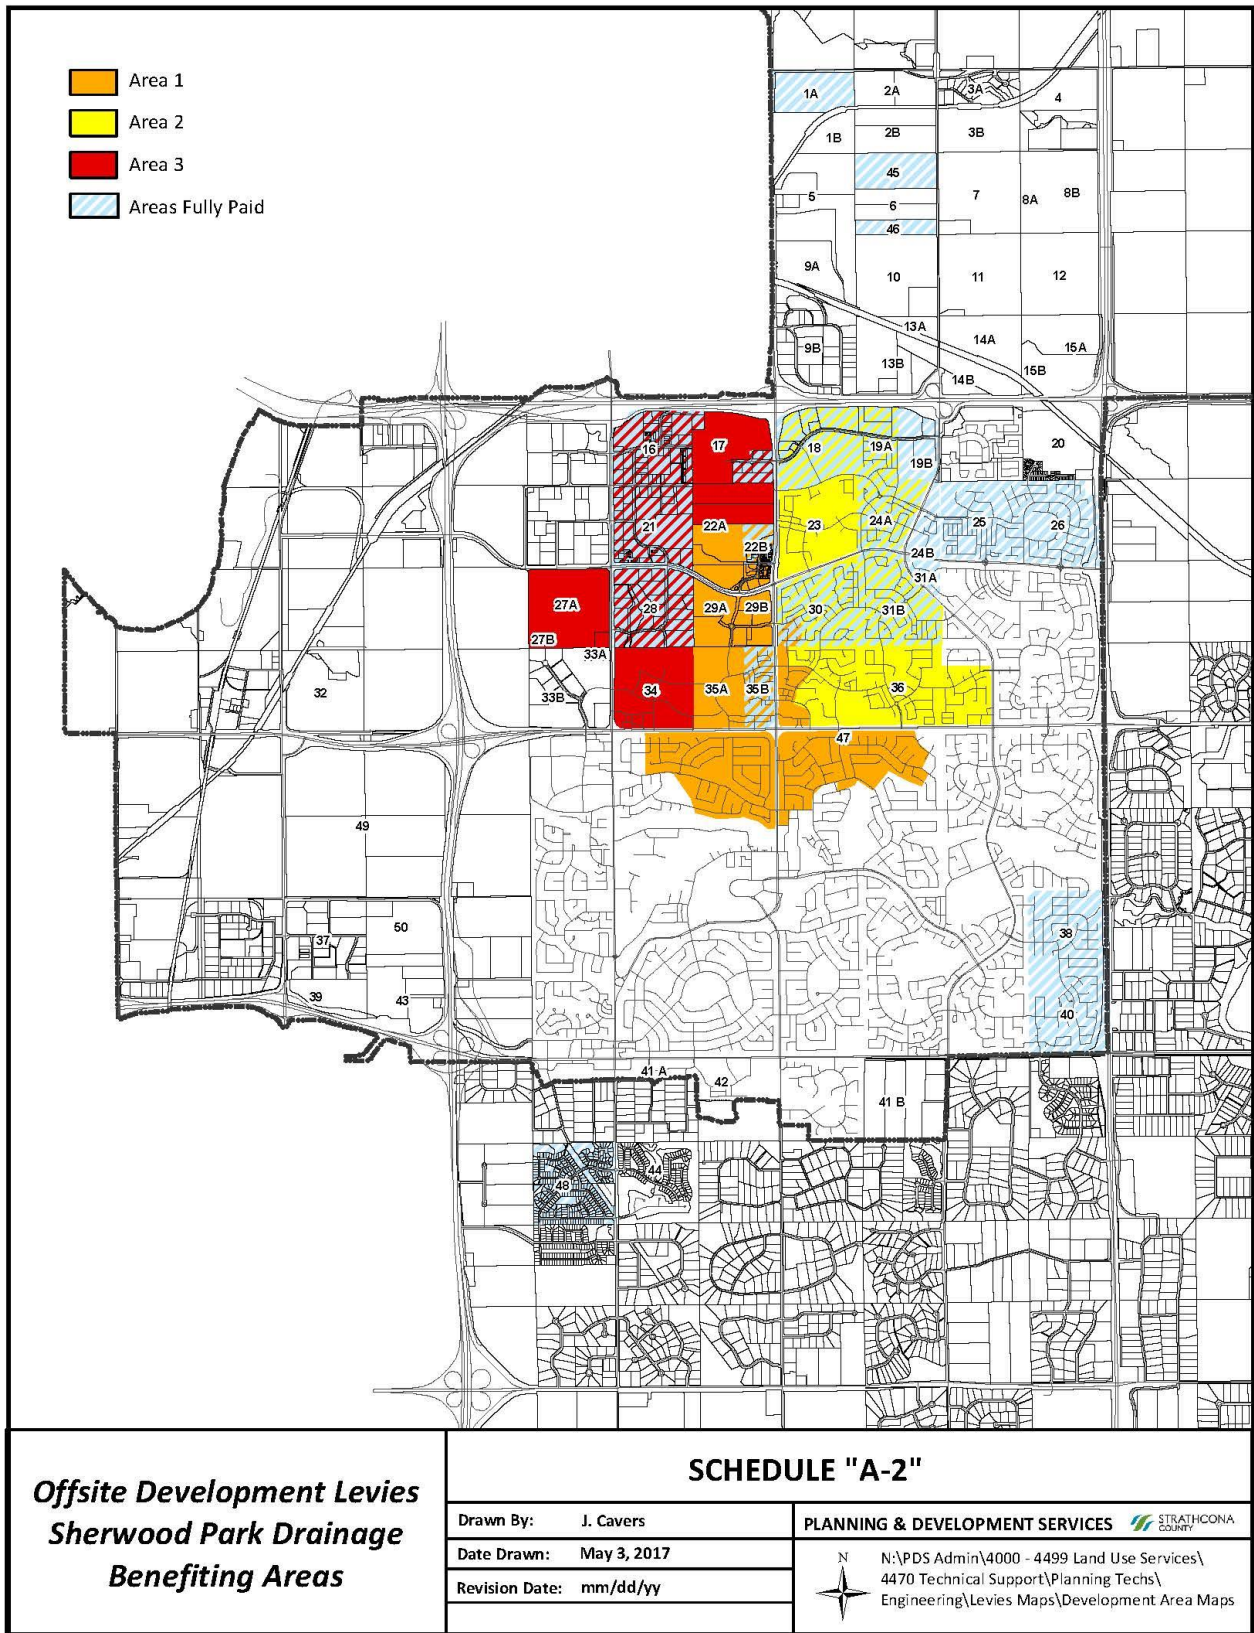 Area 1
Area 2
Area 3
Areas Fully Paid
1A
2A
3A
4
1B
2B
3B
45
5
6
7
8A
8B
46
9A
10
11
12
13A
14A
15A
9B
13B
14B
15B
16
17
18
19A
19B
20
21
22A
22B
23
24A
24B
25
26
27A
27B
28
29A
29B
30
31A
31B
32
33A
33B
34
35A
35B
36
47
49
37
50
38
39
43
40
41 A
42
41 B
44
48
Offsite Development Levies
Sherwood Park Drainage
Benefiting Areas
SCHEDULE "A-2"
Drawn By: J. Cavers
Date Drawn: May 3, 2017
Revision Date: mm/dd/yy
PLANNING & DEVELOPMENT SERVICES
STRATHCONA
COUNTY
N
N:\PDS Admin\4000 - 4499 Land Use Services\
4470 Technical Support\Planning Techs\
Engineering\Levies Maps\Development Area Maps